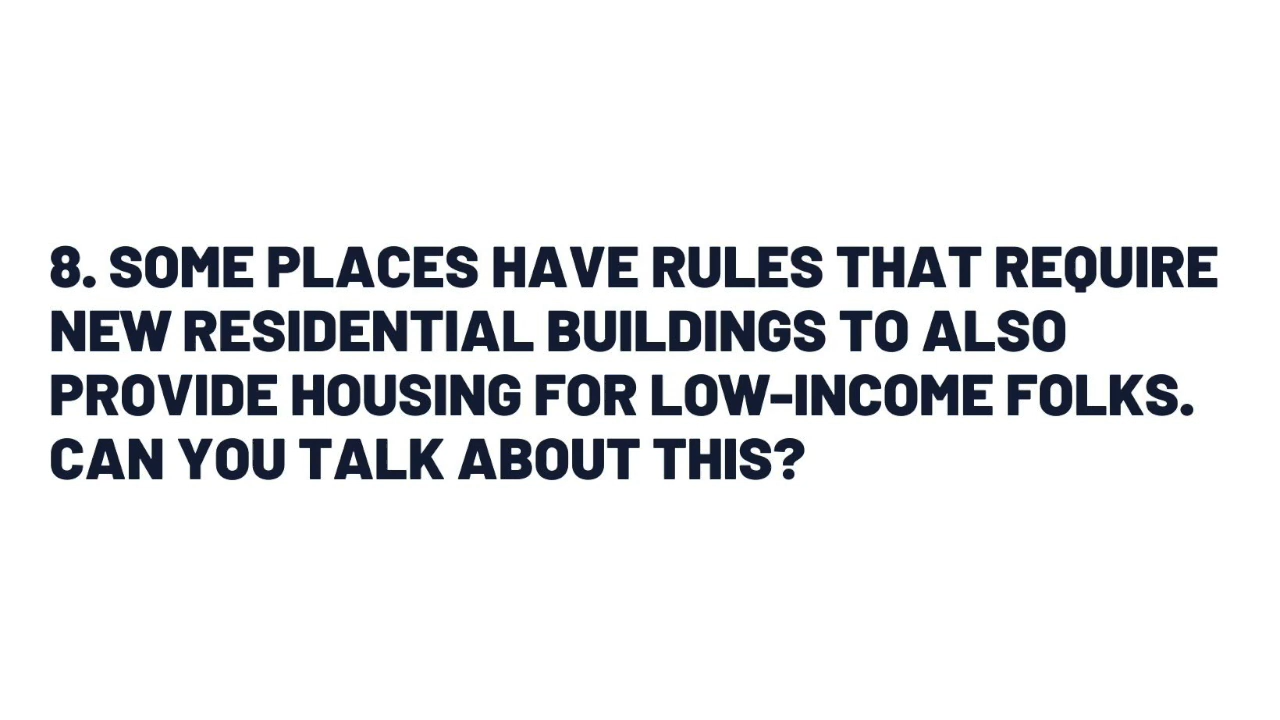 8. SOME PLACES HAVE RULES THAT REQUIRE
NEW RESIDENTIAL BUILDINGS TO ALSO
PROVIDE HOUSING FOR LOW-INCOME FOLKS.
CAN YOU TALK ABOUT THIS?